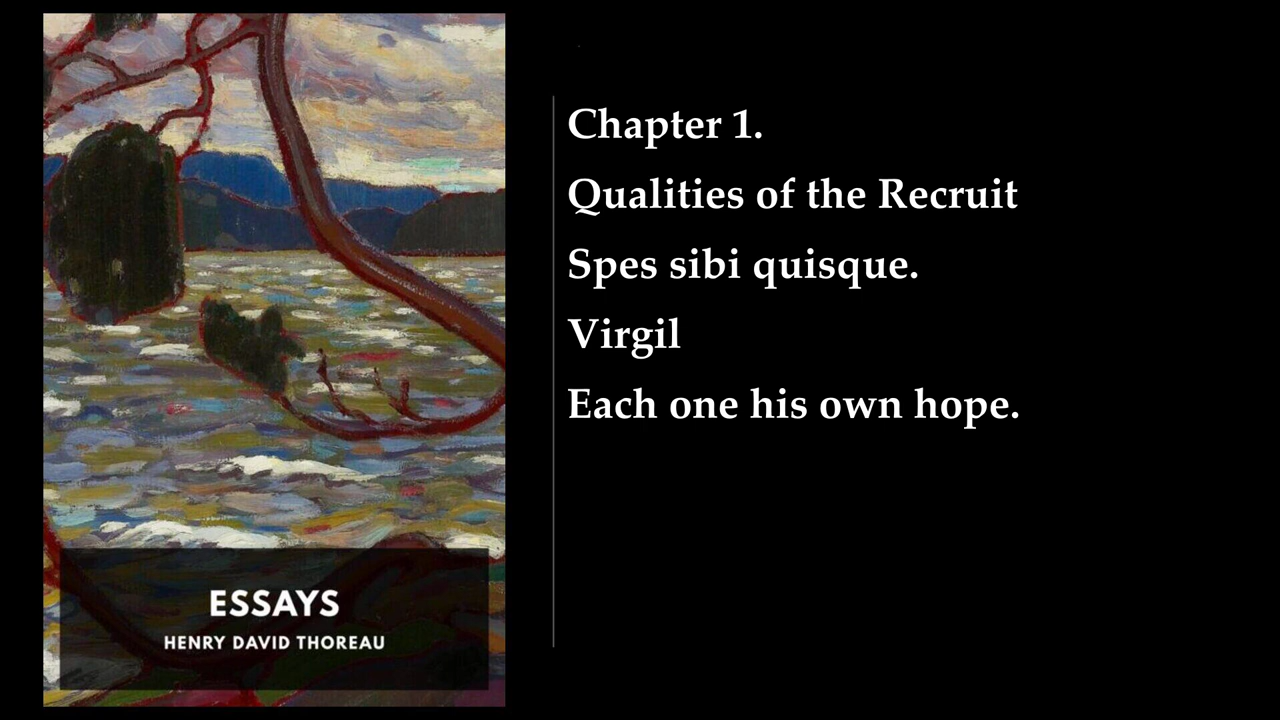 ESSAYS
HENRY DAVID THOREAU
Chapter 1.
Qualities of the Recruit
Spes sibi quisque.
Virgil
Each one his own hope.